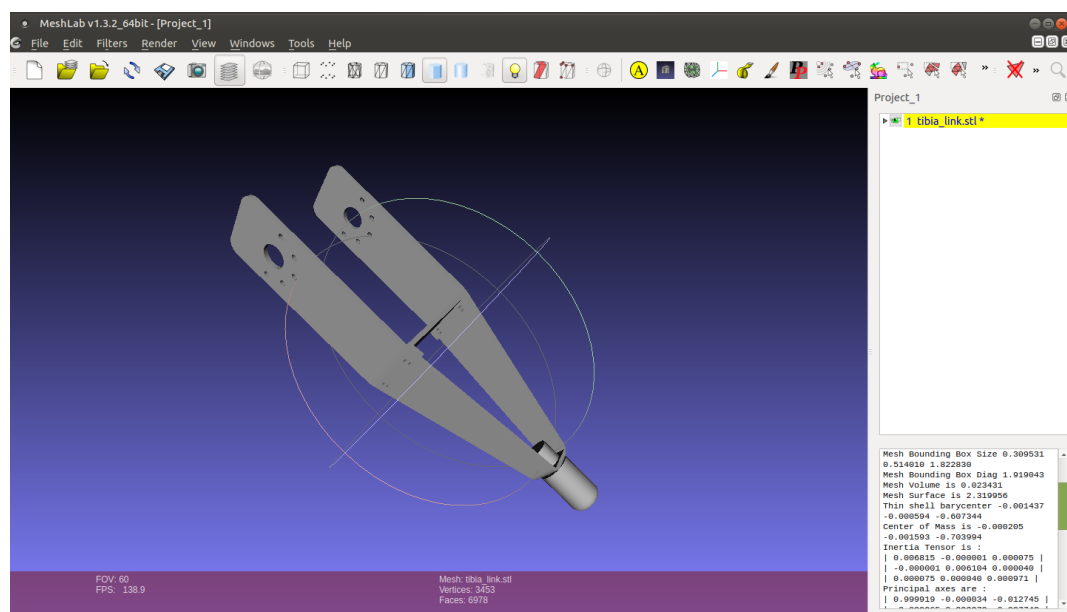 MeshLab v1.3.2_64bit - [Project_1]
File Edit Filters Render View Windows Tools Help
A
Project_1
1 tibia_link.stl *
Mesh Bounding Box Size 0.309531
0.514010 1.822830
Mesh Bounding Box Diag 1.919043
Mesh Volume is 0.023431
Mesh Surface is 2.319956
Thin shell barycenter -0.001437
-0.000594 -0.607344
Center of Mass is -0.000205
-0.001593 -0.703994
Inertia Tensor is :
| 0.006815 -0.000001 0.000075 |
| -0.000001 0.006104 0.000040 |
| 0.000075 0.000040 0.000971 |
Principal axes are :
| 0.999919 -0.000034 -0.012745 |
FOV: 60
FPS: 138.9
Mesh: tibia_link.stl
Vertices: 3453
Faces: 6978